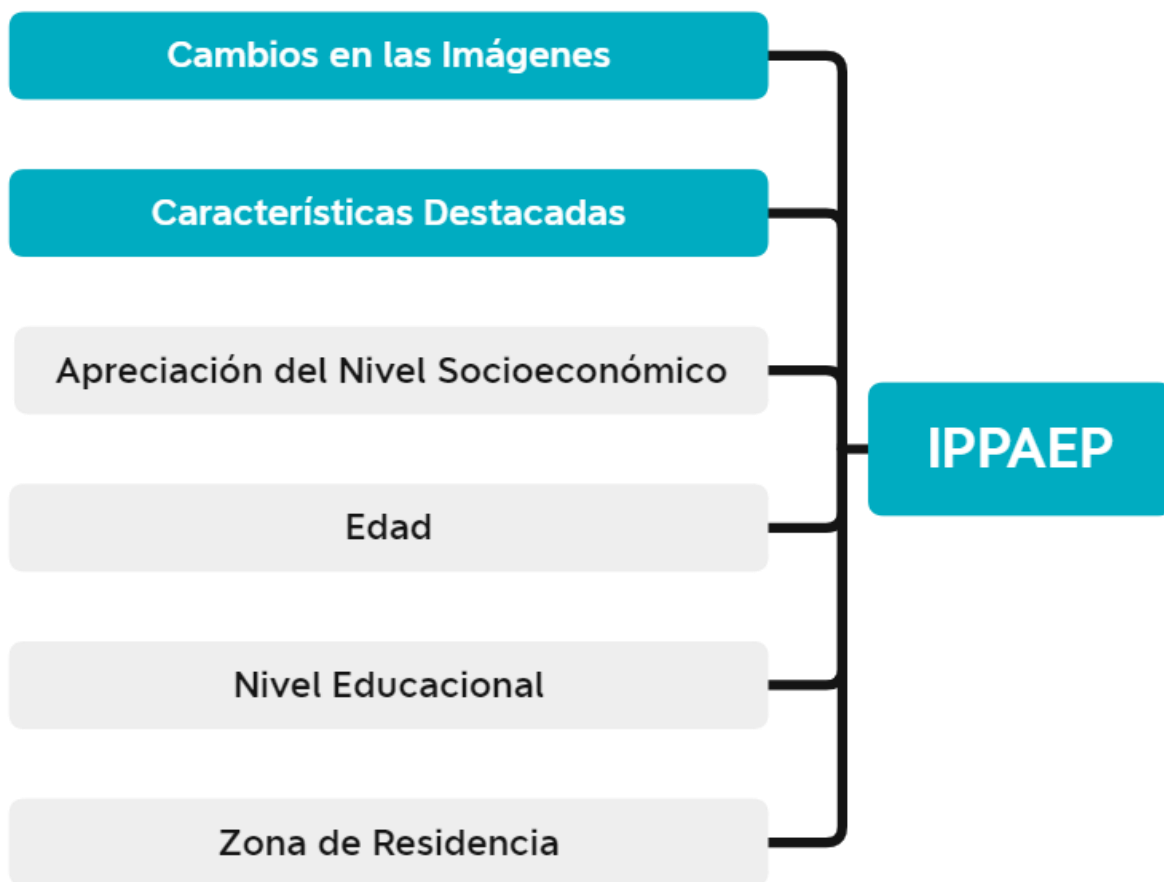 Cambios en las Imágenes
Características Destacadas
Apreciación del Nivel Socioeconómico
Edad
Nivel Educacional
Zona de Residencia
IPPAEP